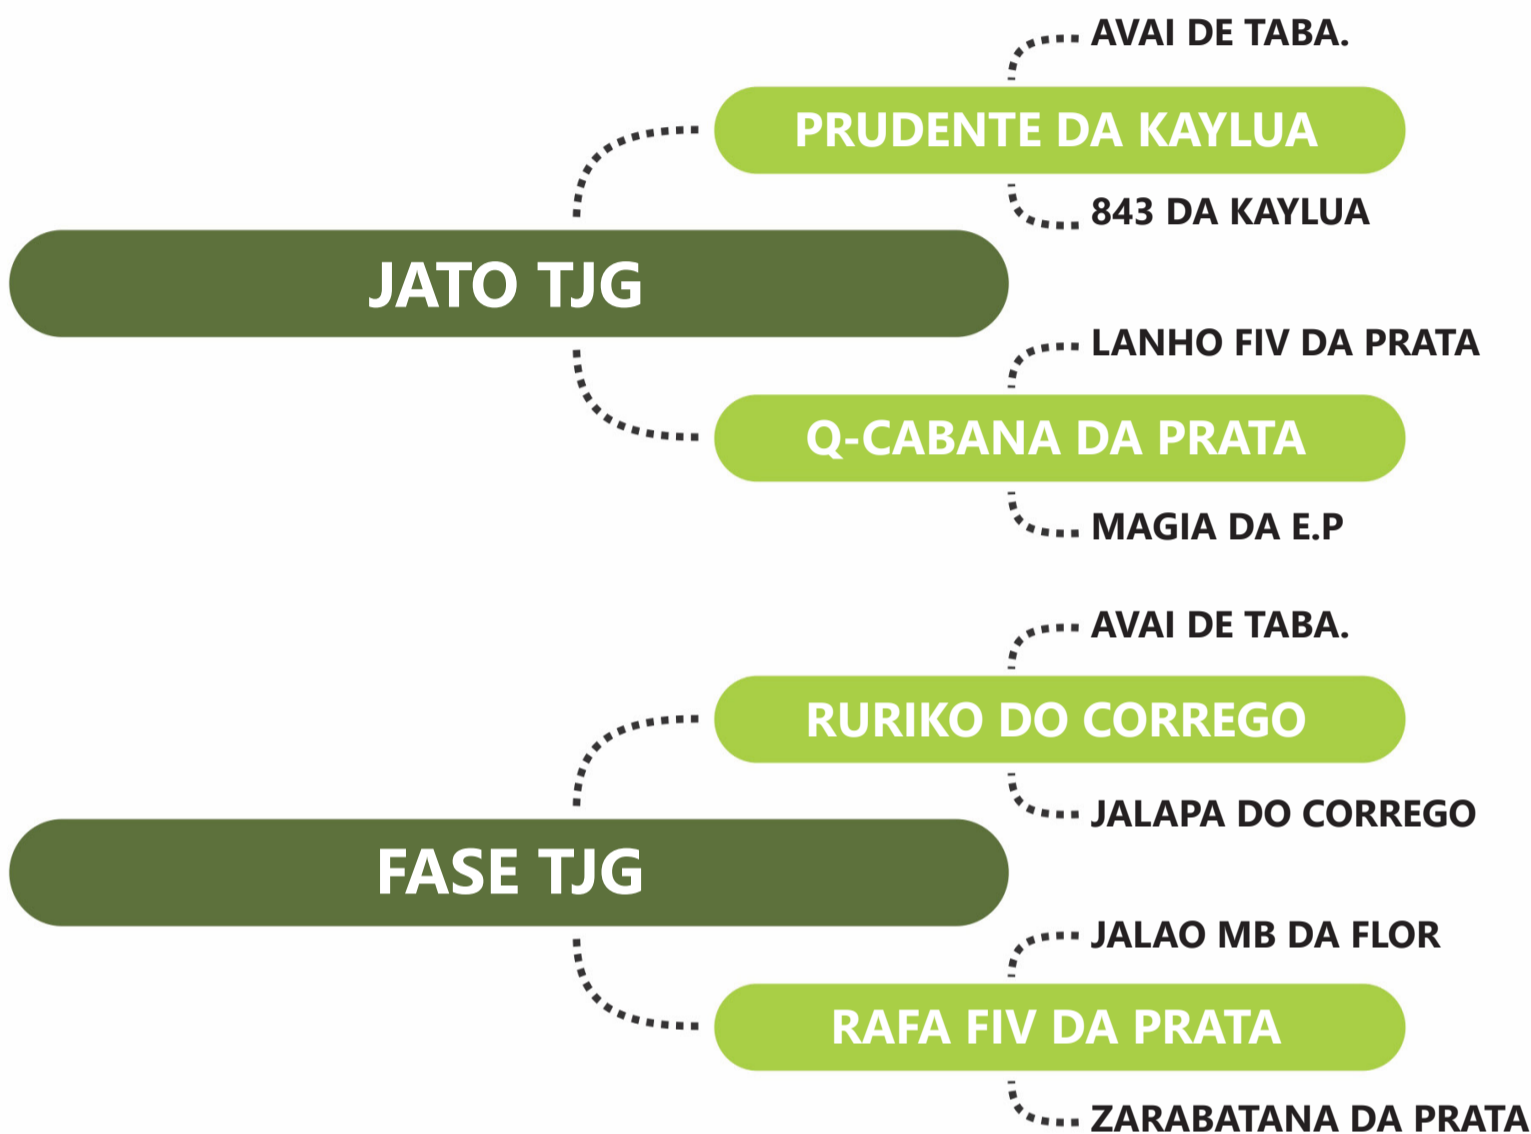 AVAI DE TABA.
PRUDENTE DA KAYLUA
843 DA KAYLUA
JATO TJG
LANHO FIV DA PRATA
Q-CABANA DA PRATA
MAGIA DA E.P
AVAI DE TABA.
RURIKO DO CORREGO
JALAPA DO CORREGO
FASE TJG
JALAO MB DA FLOR
RAFA FIV DA PRATA
ZARABATANA DA PRATA